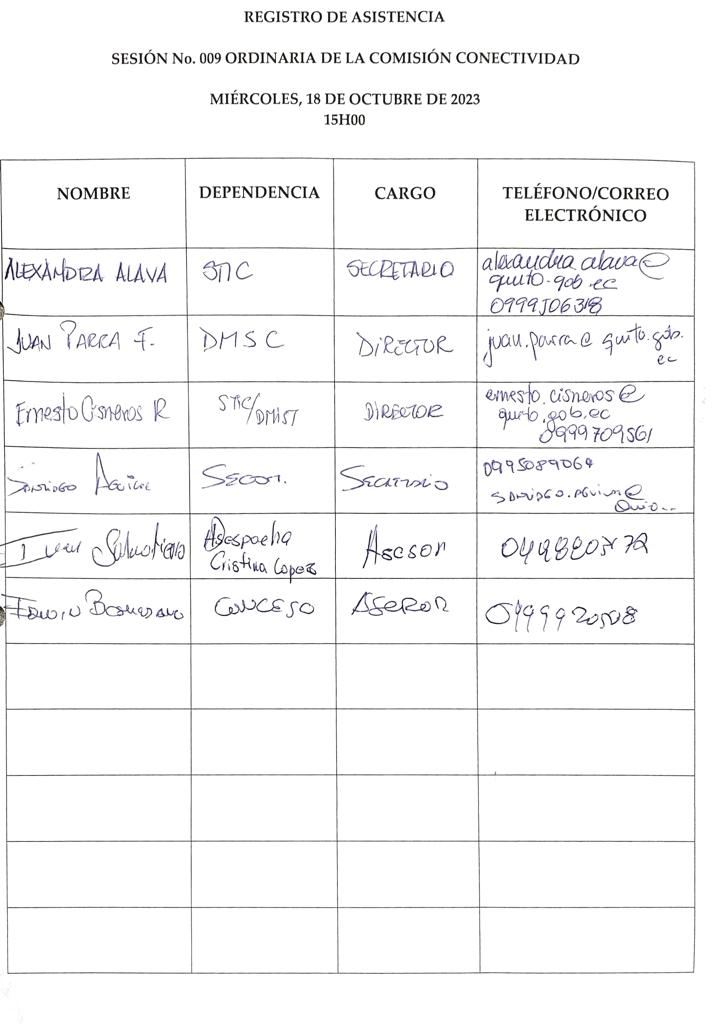 REGISTRO DE ASISTENCIA
SESIÓN No. 009 ORDINARIA DE LA COMISIÓN CONECTIVIDAD
MIÉRCOLES, 18 DE OCTUBRE DE 2023
15H00
NOMBRE DEPENDENCIA CARGO TELÉFONO/CORREO ELECTRÓNICO
ALEXANDRA ALAVA STIC SECRETARIO alexandra.alava@
quito.gob.ec
0999506318
JUAN PARRA F. DMSC DIRECTOR juan.parra@quito.gob.
ec
Ernesto Cisneros R STIC/DMIST DIRECTOR ernesto.cisneros@
quito.gob.ec
0999709561
Santiago SECOM. Secretario 0995089064
Despacho
Cristina Lopez Asesor
Edwin CONCEJO ASESOR